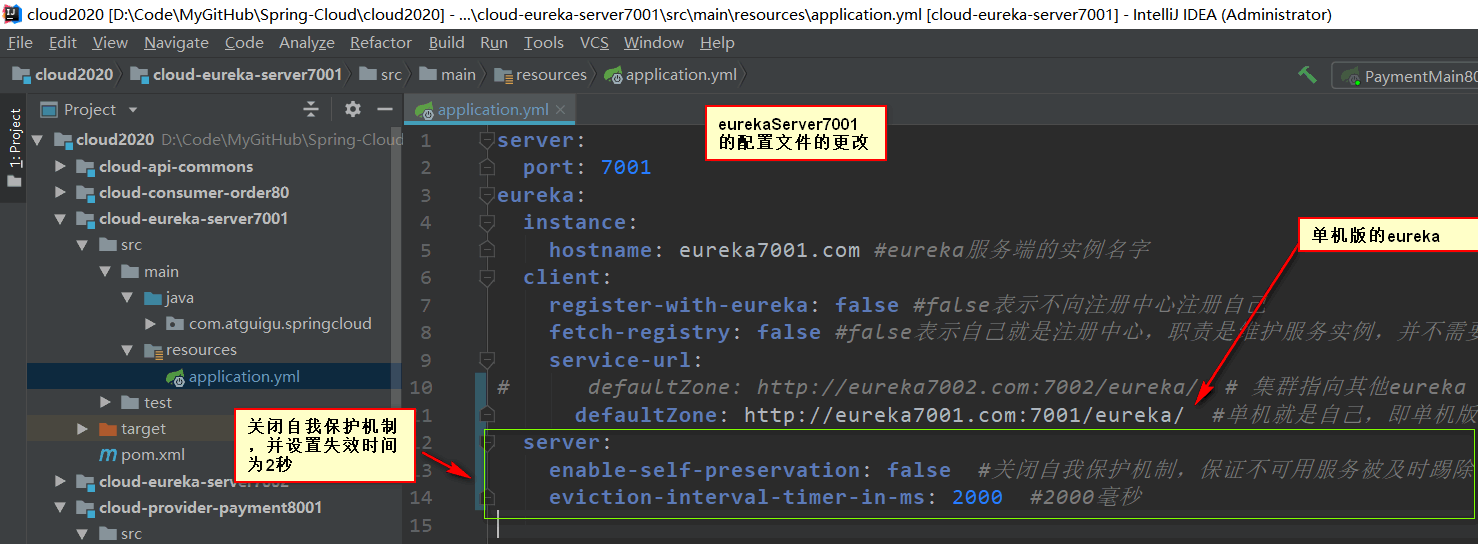 cloud2020 [D:\Code\MyGitHub\Spring-Cloud\cloud2020] - ...\cloud-eureka-server7001\src\main\resources\application.yml [cloud-eureka-server7001] - IntelliJ IDEA (Administrator)
File Edit View Navigate Code Analyze Refactor Build Run Tools VCS Window Help
cloud2020 cloud-eureka-server7001 src main resources application.yml PaymentMain80
1: Project
Project
cloud2020 D:\Code\MyGitHub\Spring-Cloud
cloud-api-commons
cloud-consumer-order80
cloud-eureka-server7001
src
main
java
com.atguigu.springcloud
resources
application.yml
test
target
pom.xml
cloud-eureka-server7002
cloud-provider-payment8001
src
关闭自我保护机制
，并设置失效时间
为2秒
application.yml
eurekaServer7001
的配置文件的更改
单机版的eureka
1 server:
2 port: 7001
3 eureka:
4 instance:
5 hostname: eureka7001.com #eureka服务端的实例名字
6 client:
7 register-with-eureka: false #false表示不向注册中心注册自己
8 fetch-registry: false #false表示自己就是注册中心，职责是维护服务实例，并不需要
9 service-url:
10 # defaultZone: http://eureka7002.com:7002/eureka/ # 集群指向其他eureka
11 defaultZone: http://eureka7001.com:7001/eureka/ #单机就是自己，即单机版
12 server:
13 enable-self-preservation: false #关闭自我保护机制，保证不可用服务被及时踢除
14 eviction-interval-timer-in-ms: 2000 #2000毫秒
15